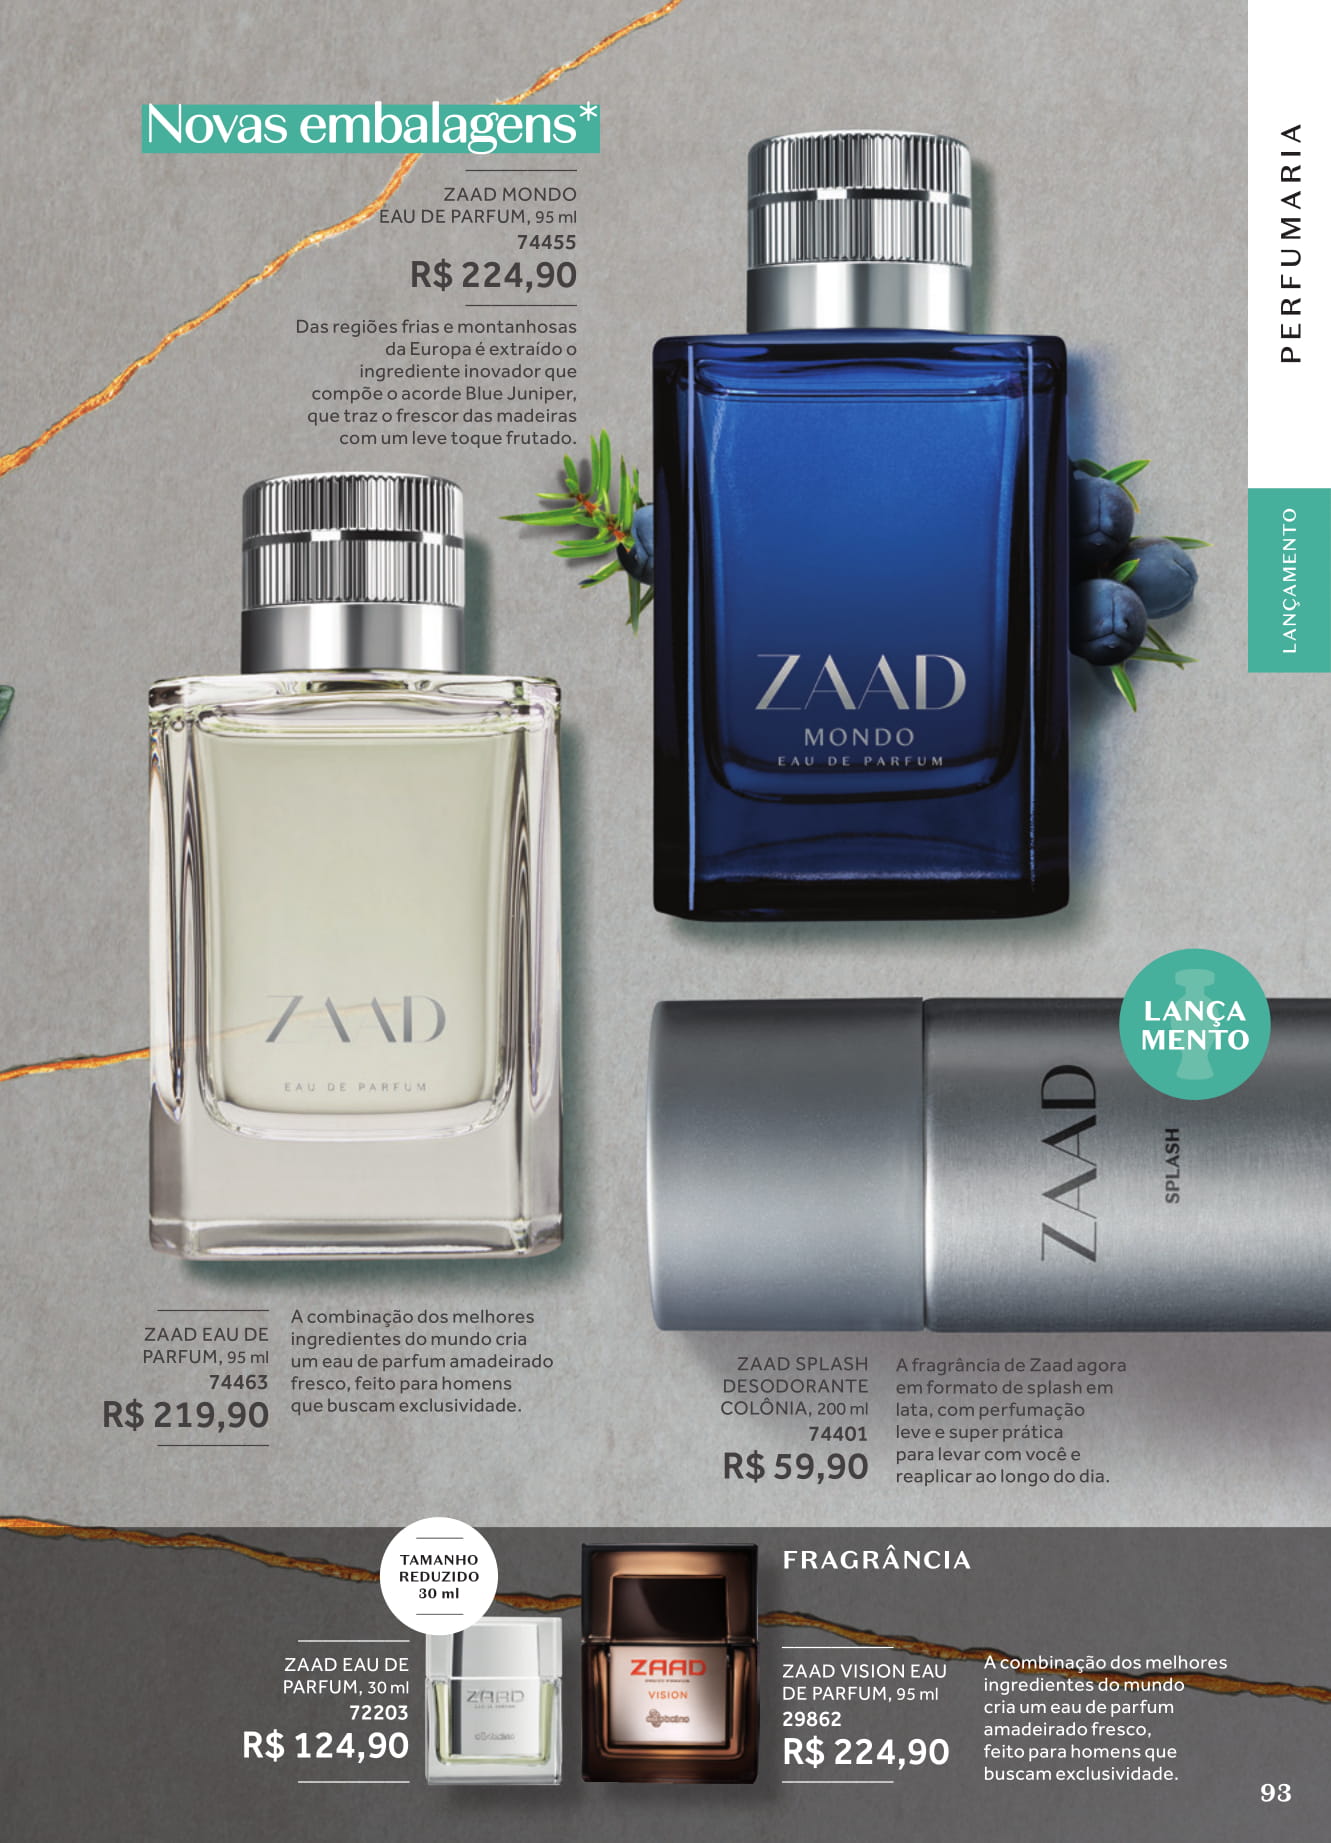 Novas embalagens*
ZAAD MONDO
EAU DE PARFUM, 95 ml
74455
R$ 224,90
Das regiões frias e montanhosas
da Europa é extraído o
ingrediente inovador que
compõe o acorde Blue Juniper,
que traz o frescor das madeiras
com um leve toque frutado.
PERFUMARIA
LANÇAMENTO
ZAAD
MONDO
EAU DE PARFUM
ZAAD
EAU DE PARFUM
LANÇA
MENTO
ZAAD
SPLASH
ZAAD EAU DE
PARFUM, 95 ml
74463
R$ 219,90
A combinação dos melhores
ingredientes do mundo cria
um eau de parfum amadeirado
fresco, feito para homens
que buscam exclusividade.
ZAAD SPLASH
DESODORANTE
COLÔNIA, 200 ml
74401
R$ 59,90
A fragrância de Zaad agora
em formato de splash em
lata, com perfumação
leve e super prática
para levar com você e
reaplicar ao longo do dia.
TAMANHO
REDUZIDO
30 ml
ZAAD EAU DE
PARFUM, 30 ml
72203
R$ 124,90
ZAAD
EAU DE PARFUM
oBoticário
ZAAD
VISION
oBoticário
FRAGRÂNCIA
ZAAD VISION EAU
DE PARFUM, 95 ml
29862
R$ 224,90
A combinação dos melhores
ingredientes do mundo
cria um eau de parfum
amadeirado fresco,
feito para homens que
buscam exclusividade.
93